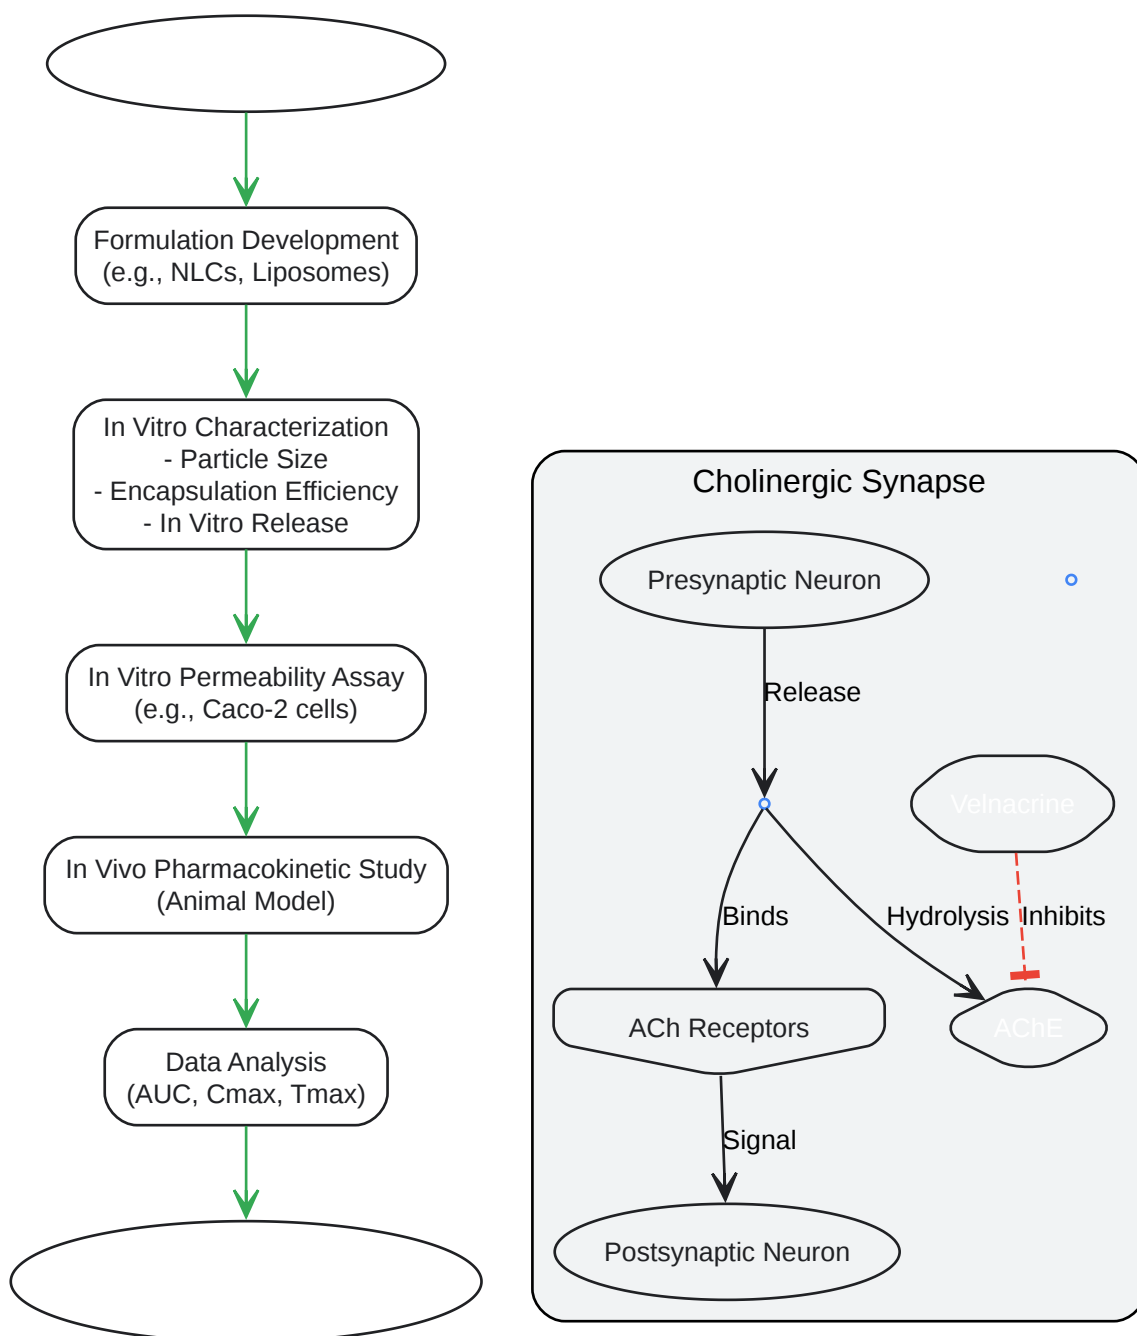 Formulation Development
(e.g., NLCs, Liposomes)
In Vitro Characterization
- Particle Size
- Encapsulation Efficiency
- In Vitro Release
In Vitro Permeability Assay
(e.g., Caco-2 cells)
In Vivo Pharmacokinetic Study
(Animal Model)
Data Analysis
(AUC, Cmax, Tmax)
Cholinergic Synapse
Presynaptic Neuron
Release
Velnacrine
Binds
Hydrolysis
Inhibits
ACh Receptors
AChE
Signal
Postsynaptic Neuron